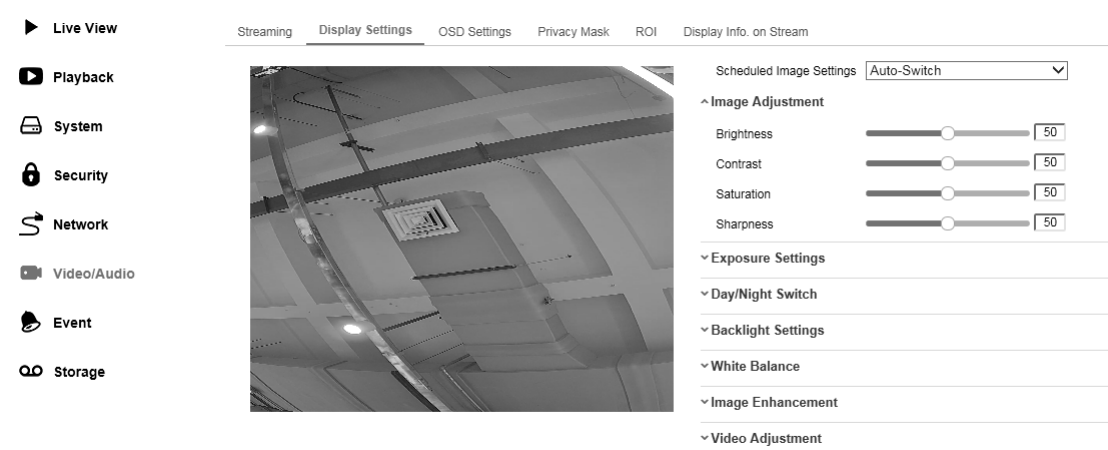 Live View
Playback
System
Security
Network
Video/Audio
Event
Storage
Streaming Display Settings OSD Settings Privacy Mask ROI Display Info. on Stream
Scheduled Image Settings Auto-Switch
Image Adjustment
Brightness 50
Contrast 50
Saturation 50
Sharpness 50
Exposure Settings
Day/Night Switch
Backlight Settings
White Balance
Image Enhancement
Video Adjustment